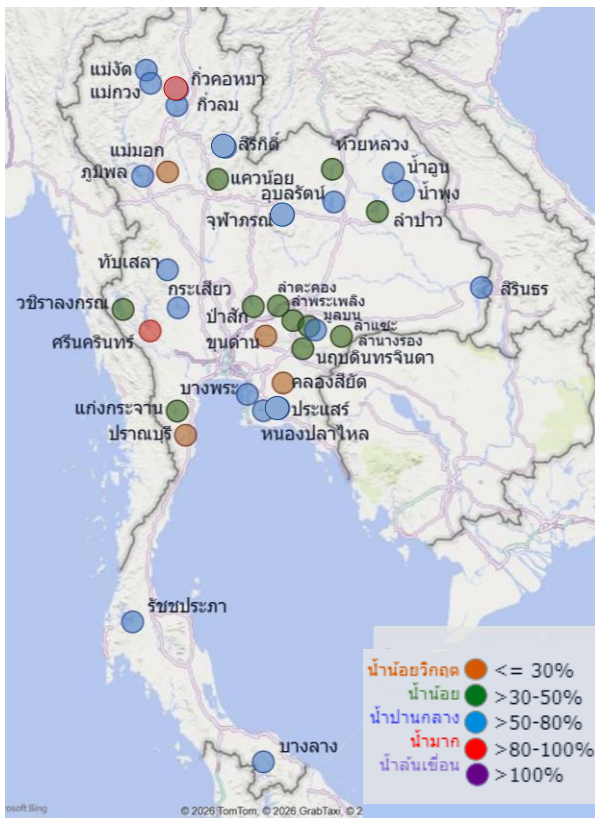 แม่งัด
แม่กวง
กิ่วคอหมา
กิ่วลม
สิริกิติ์
แม่มอก
ภูมิพล
แควน้อย
ห้วยหลวง
น้ำอูน
น้ำพุง
อุบลรัตน์
จุฬาภรณ์
ลำปาว
ทับเสลา
กระเสียว
วชิราลงกรณ
ศรีนครินทร์
ป่าสัก
ขุนด่าน
ลำตะคอง
ลำพระเพลิง
มูลบน
ลำแชะ
ลำนางรอง
นฤบดินทรจินดา
สิรินธร
คลองสียัด
บางพระ
ประแสร์
หนองปลาไหล
แก่งกระจาน
ปราณบุรี
รัชชประภา
บางลาง
น้ำน้อยวิกฤต <= 30%
น้ำน้อย >30-50%
น้ำปานกลาง >50-80%
น้ำมาก >80-100%
น้ำล้นเขื่อน >100%
rosoft Bing
© 2026 TomTom, © 2026 GrabTaxi, © 2